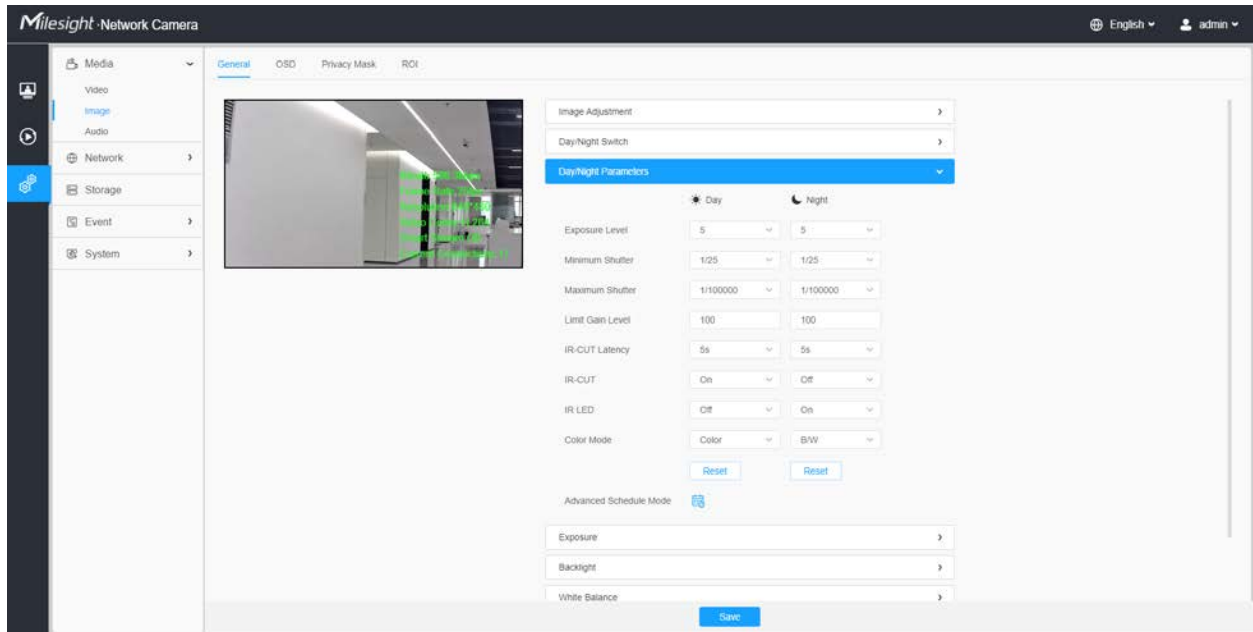 Milesight ·Network Camera
English
admin
Media
Video
Image
Audio
Network
Storage
Event
System
General OSD Privacy Mask ROI
Image Adjustment
Day/Night Switch
Day/Night Parameters
Day Night
Exposure Level 5 5
Minimum Shutter 1/25 1/25
Maximum Shutter 1/100000 1/100000
Limit Gain Level 100 100
IR-CUT Latency 5s 5s
IR-CUT On Off
IR LED Off On
Color Mode Color B/W
Reset Reset
Advanced Schedule Mode
Exposure
Backlight
White Balance
Save